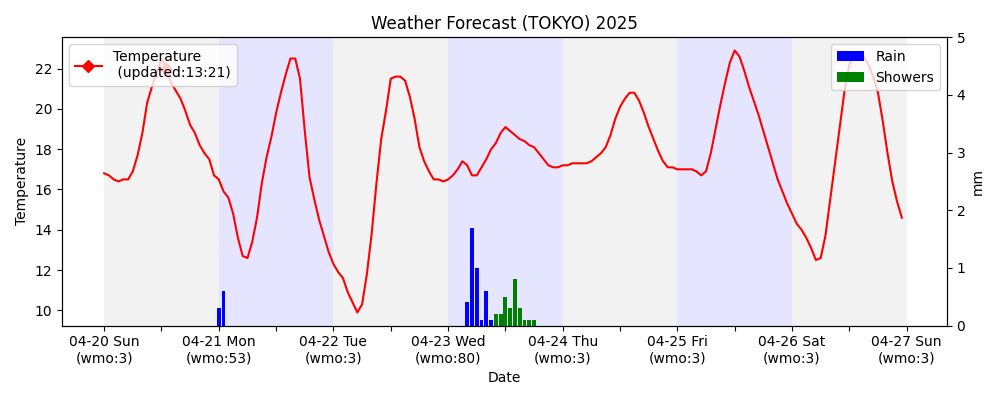 Weather Forecast (TOKYO) 2025
Temperature
(updated:13:21)
Rain
Showers
Temperature
22
20
18
16
14
12
10
5
4
3
2
1
0
mm
04-20 Sun
(wmo:3)
04-21 Mon
(wmo:53)
04-22 Tue
(wmo:3)
04-23 Wed
(wmo:80)
04-24 Thu
(wmo:3)
04-25 Fri
(wmo:3)
04-26 Sat
(wmo:3)
04-27 Sun
(wmo:3)
Date